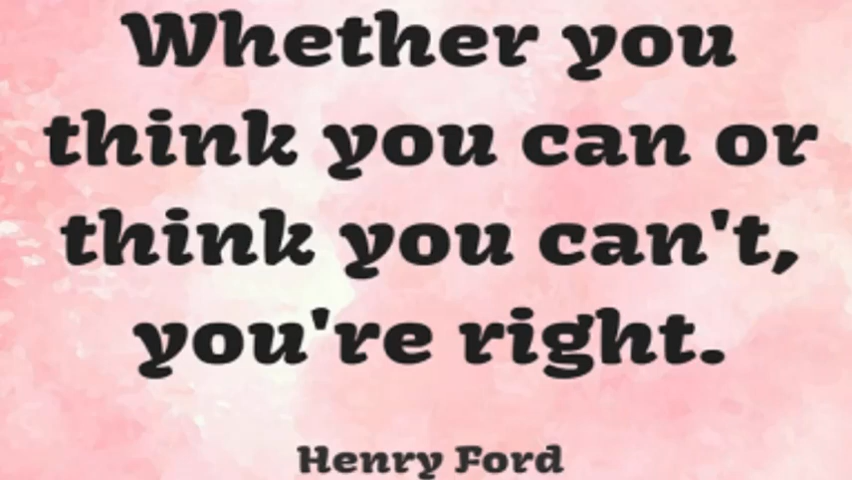 Whether you
think you can or
think you can't,
you're right.
Henry Ford